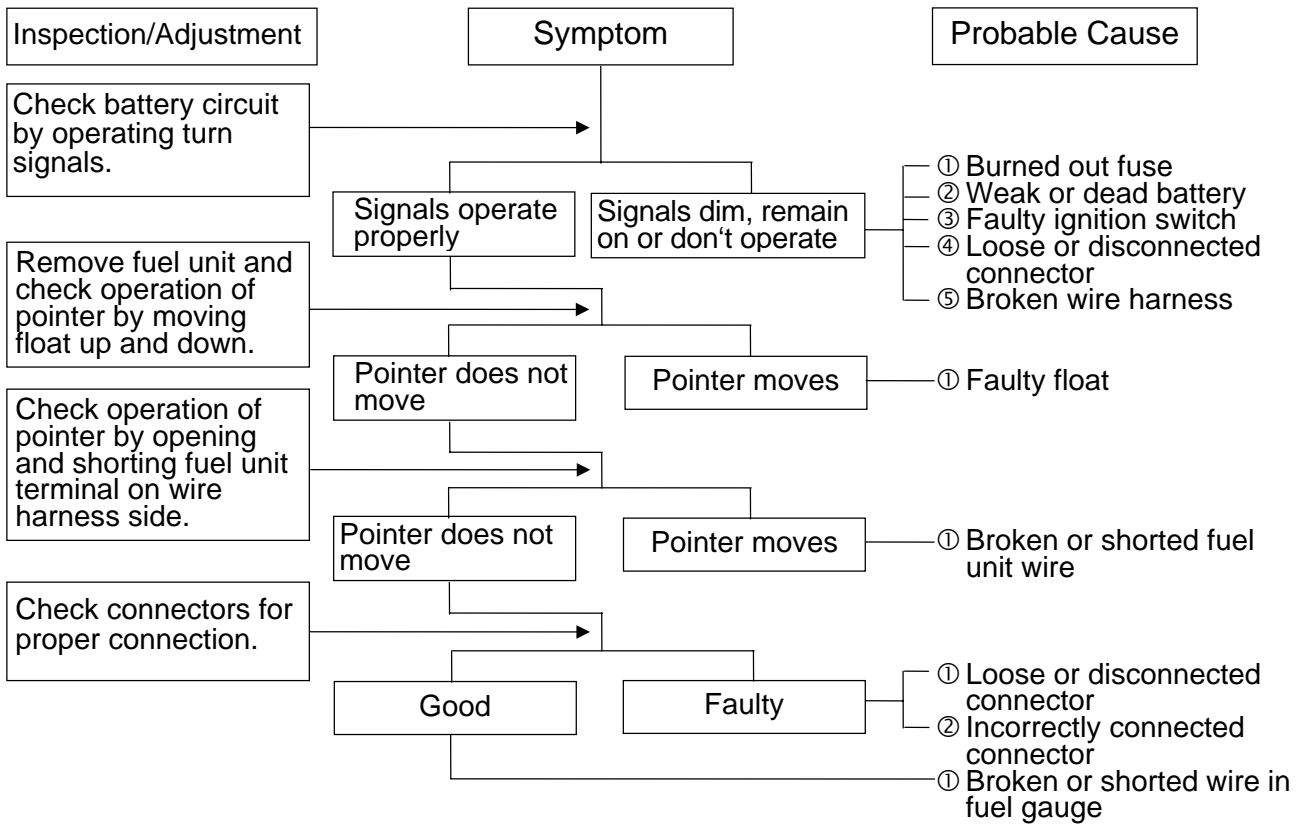 Inspection/Adjustment
Symptom
Probable Cause
Check battery circuit
by operating turn
signals.
Signals operate
properly
Signals dim, remain
on or don‘t operate
① Burned out fuse
② Weak or dead battery
③ Faulty ignition switch
④ Loose or disconnected
connector
⑤ Broken wire harness
Remove fuel unit and
check operation of
pointer by moving
float up and down.
Pointer does not
move
Pointer moves
① Faulty float
Check operation of
pointer by opening
and shorting fuel unit
terminal on wire
harness side.
Pointer does not
move
Pointer moves
① Broken or shorted fuel
unit wire
Check connectors for
proper connection.
Good
Faulty
① Loose or disconnected
connector
② Incorrectly connected
connector
① Broken or shorted wire in
fuel gauge